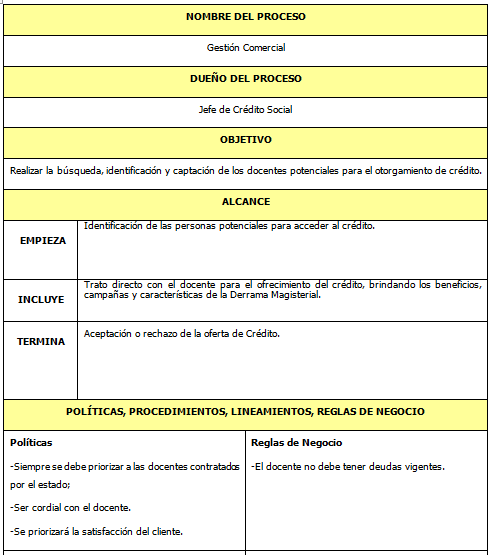 NOMBRE DEL PROCESO
Gestión Comercial
DUEÑO DEL PROCESO
Jefe de Crédito Social
OBJETIVO
Realizar la búsqueda, identificación y captación de los docentes potenciales para el otorgamiento de crédito.
ALCANCE
EMPIEZA
Identificación de las personas potenciales para acceder al crédito.
INCLUYE
Trato directo con el docente para el ofrecimiento del crédito, brindando los beneficios,
campañas y características de la Derrama Magisterial.
TERMINA
Aceptación o rechazo de la oferta de Crédito.
POLÍTICAS, PROCEDIMIENTOS, LINEAMIENTOS, REGLAS DE NEGOCIO
Políticas
-Siempre se debe priorizar a las docentes contratados
por el estado;
-Ser cordial con el docente.
-Se priorizará la satisfacción del cliente.
Reglas de Negocio
-El docente no debe tener deudas vigentes.